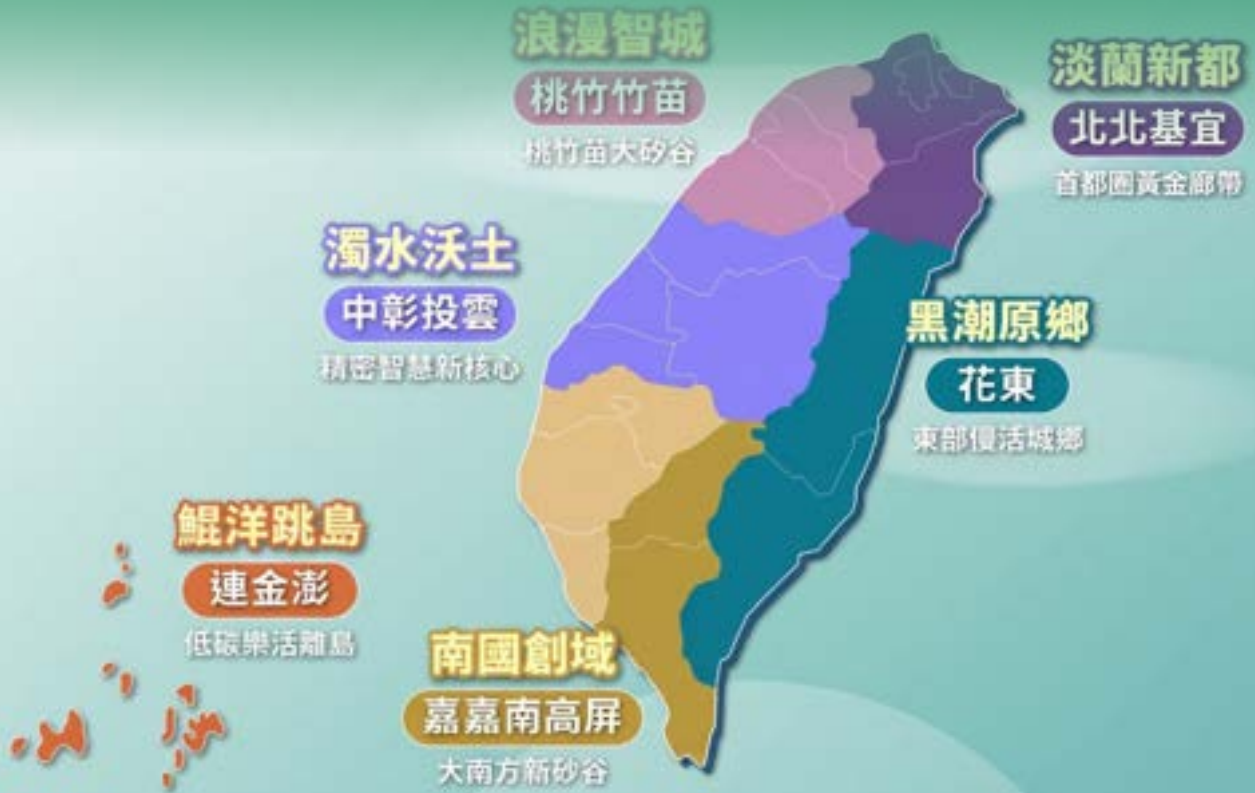 浪漫智城
桃竹竹苗
桃竹苗大矽谷
淡蘭新都
北北基宜
首都圈黃金廊帶
濁水沃土
中彰投雲
精密智慧新核心
黑潮原鄉
花東
東部慢活城鄉
鯤洋跳島
連金澎
低碳樂活離島
南國創域
嘉嘉南高屏
大南方新矽谷